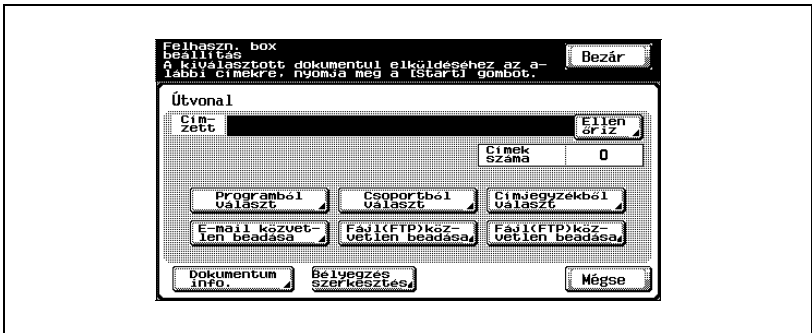 Felhaszn. box
beállítás
Bezár
A kiválasztott dokumentul elküldéséhez az a-
lábbi címekre, nyomja meg a [Start] gombot.
Útvonal
Cím-
zett
Ellen
őriz
Címek
száma
0
Programból
választ
Csoportból
választ
Címjegyzékből
választ
E-mail közvet-
len beadása
Fájl(FTP)köz-
vetlen beadása
Fájl(FTP)köz-
vetlen beadása
Dokumentum
info.
Bélyegzés
szerkesztés
Mégse